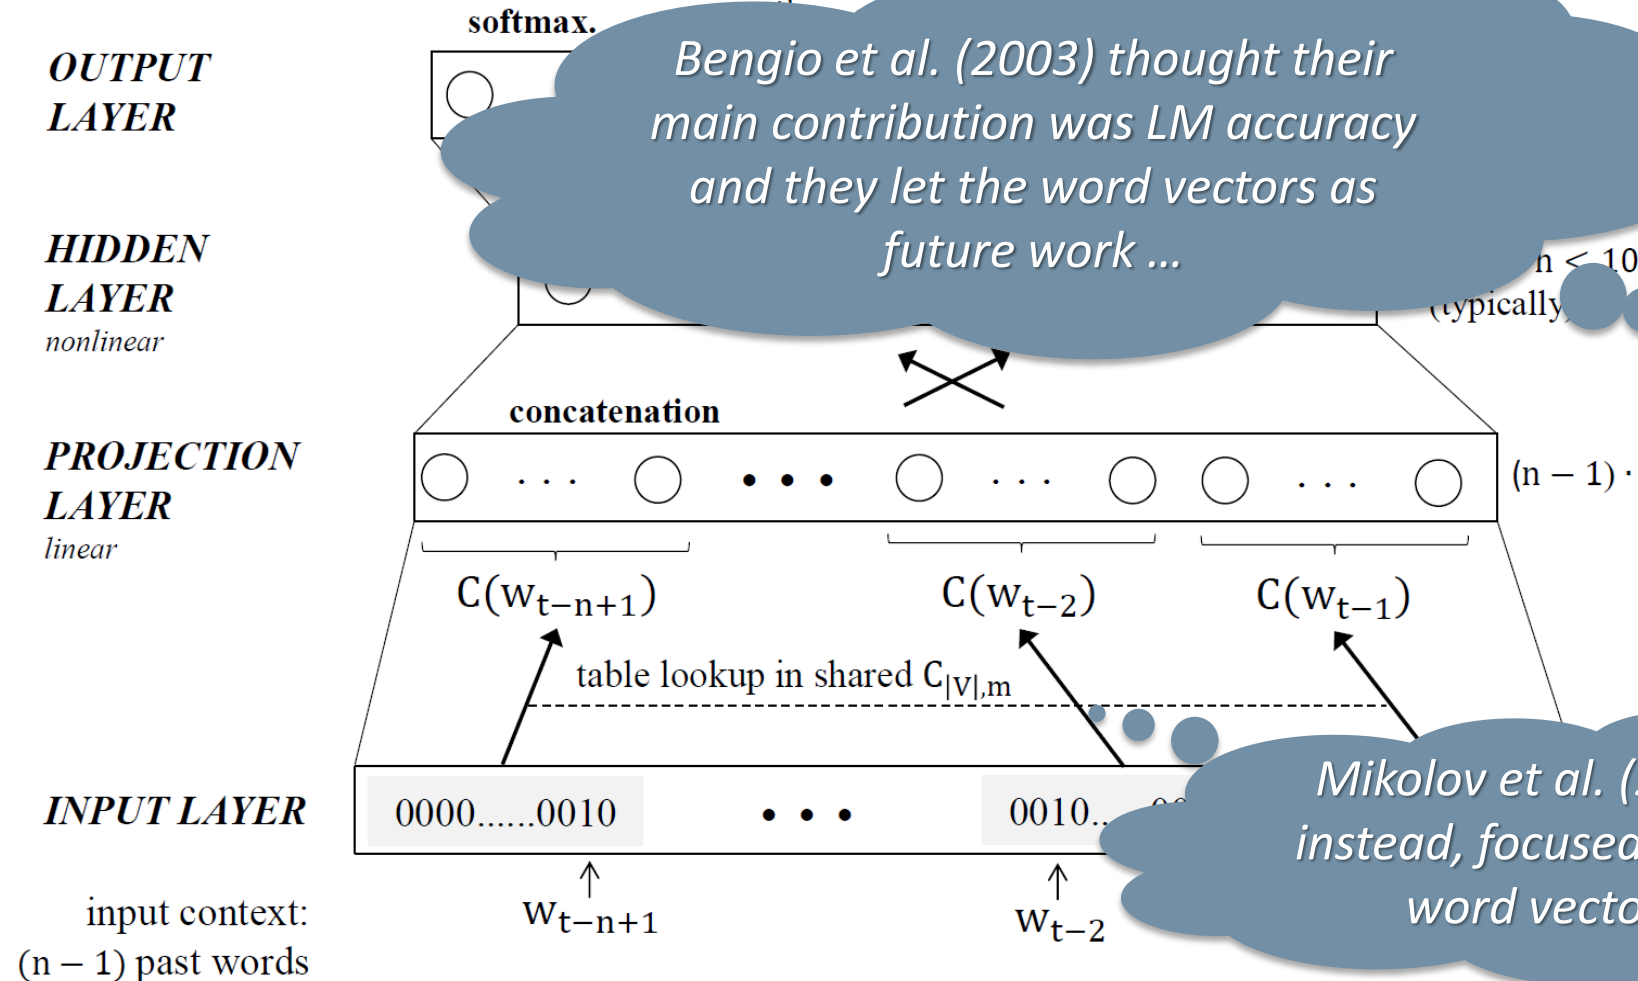 softmax.
OUTPUT
LAYER
Bengio et al. (2003) thought their
main contribution was LM accuracy
and they let the word vectors as
future work ...
HIDDEN
LAYER
nonlinear
n < 10
(typically
concatenation
PROJECTION
LAYER
linear
. . .
• • •
. . .
. . .
(n − 1) ·
C(wₜ₋ₙ₊₁)
C(wₜ₋₂)
C(wₜ₋₁)
table lookup in shared C|V|,m
INPUT LAYER
0000......0010
• • •
0010..
Mikolov et al. (
instead, focused
word
wₜ₋ₙ₊₁
wₜ₋₂
input context:
(n − 1) past words